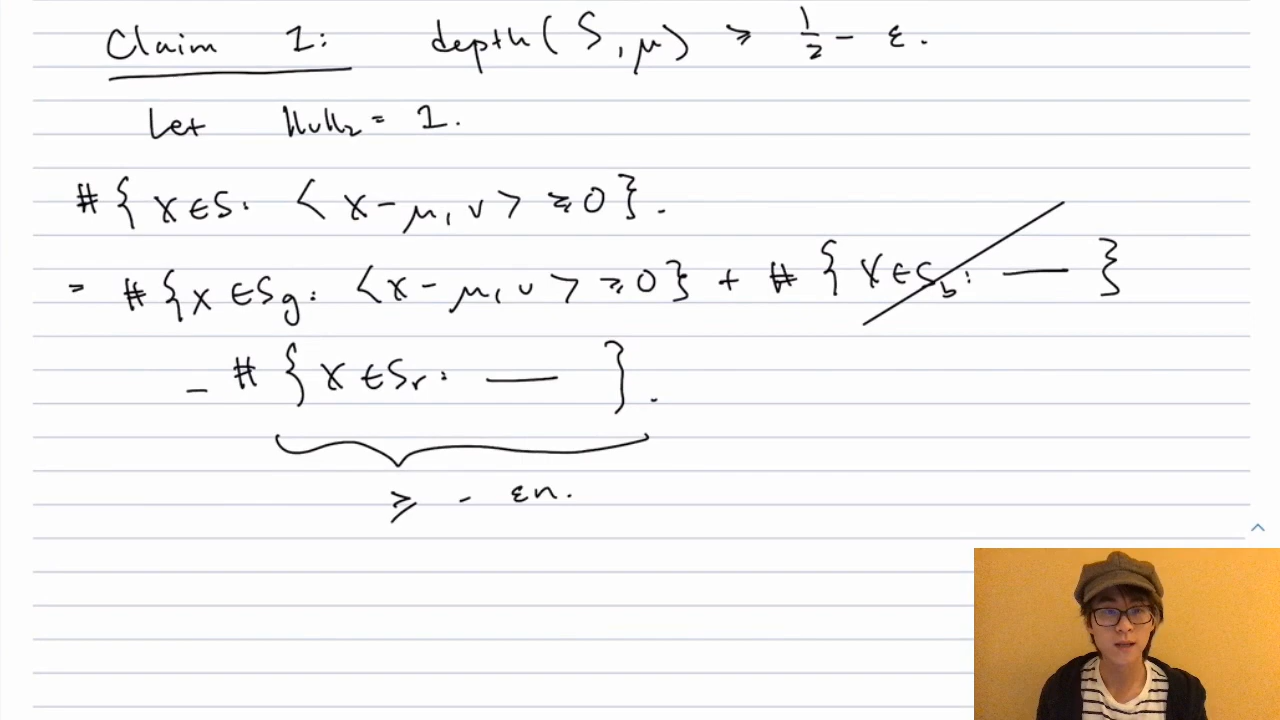 Claim 1: depth(S, μ) ≥ 1/2 - ε.
Let ||v||₂ = 1.
# { x ∈ S: < x - μ, v > ≥ 0 }.
= # { x ∈ S_g: < x - μ, v > ≥ 0 } + # { x ∈ S_b: — }
- # { x ∈ S_r: — }.
≥ - εn.